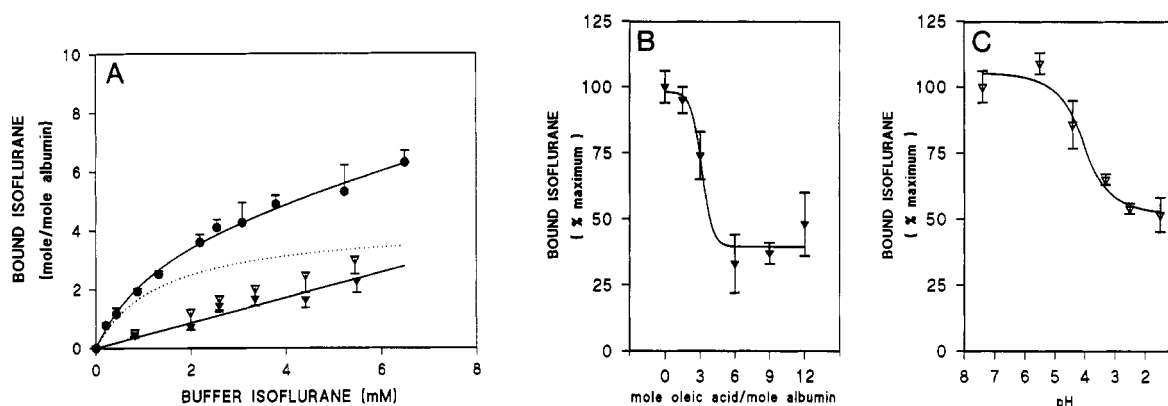 A
BOUND ISOFLURANE
(mole/mole albumin)
10
8
6
4
2
0
0 2 4 6 8
BUFFER ISOFLURANE (mM)
B
BOUND ISOFLURANE
( % maximum )
125
100
75
50
25
0
0 3 6 9 12
mole oleic acid/mole albumin
C
BOUND ISOFLURANE
( % maximum )
125
100
75
50
25
0
8 7 6 5 4 3 2
pH